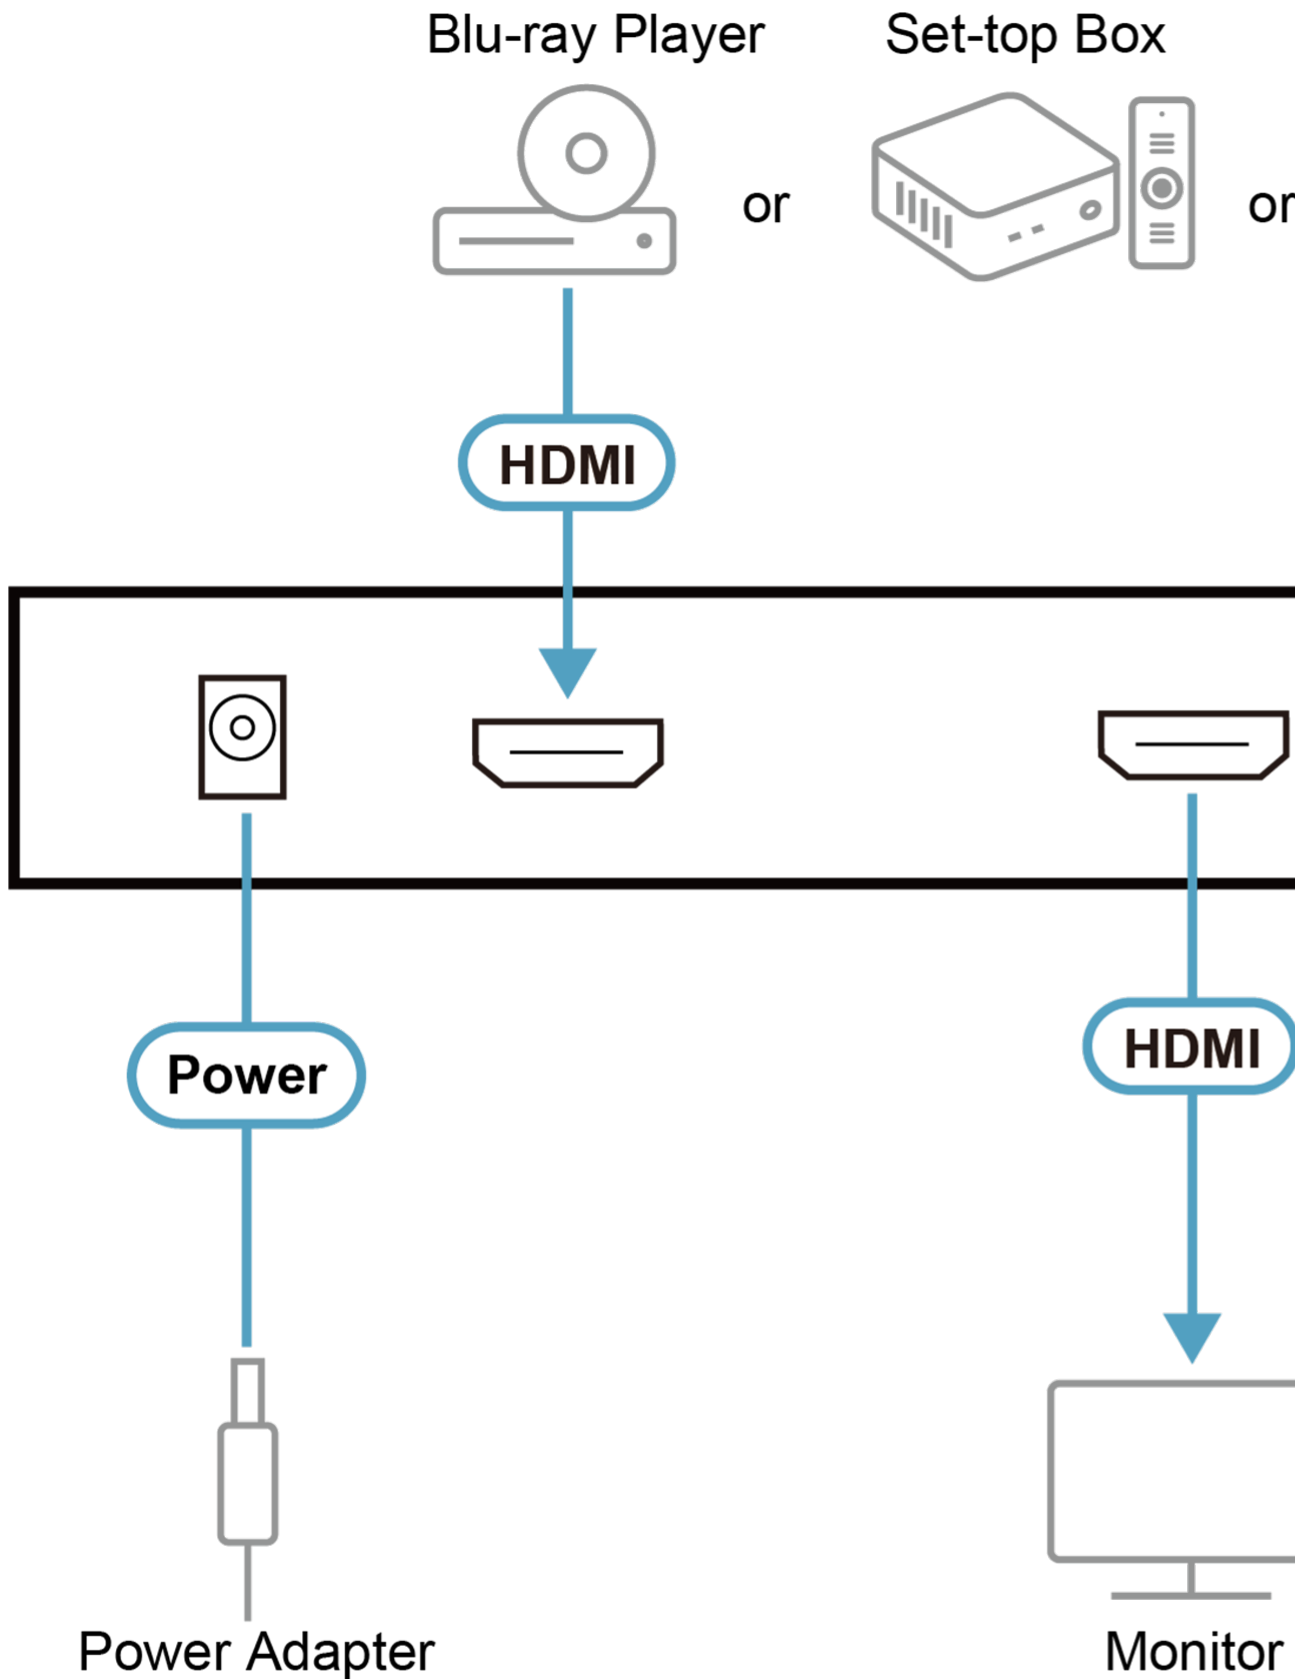 Blu-ray Player
Set-top Box
or
or
HDMI
HDMI
Power
Power Adapter
Monitor